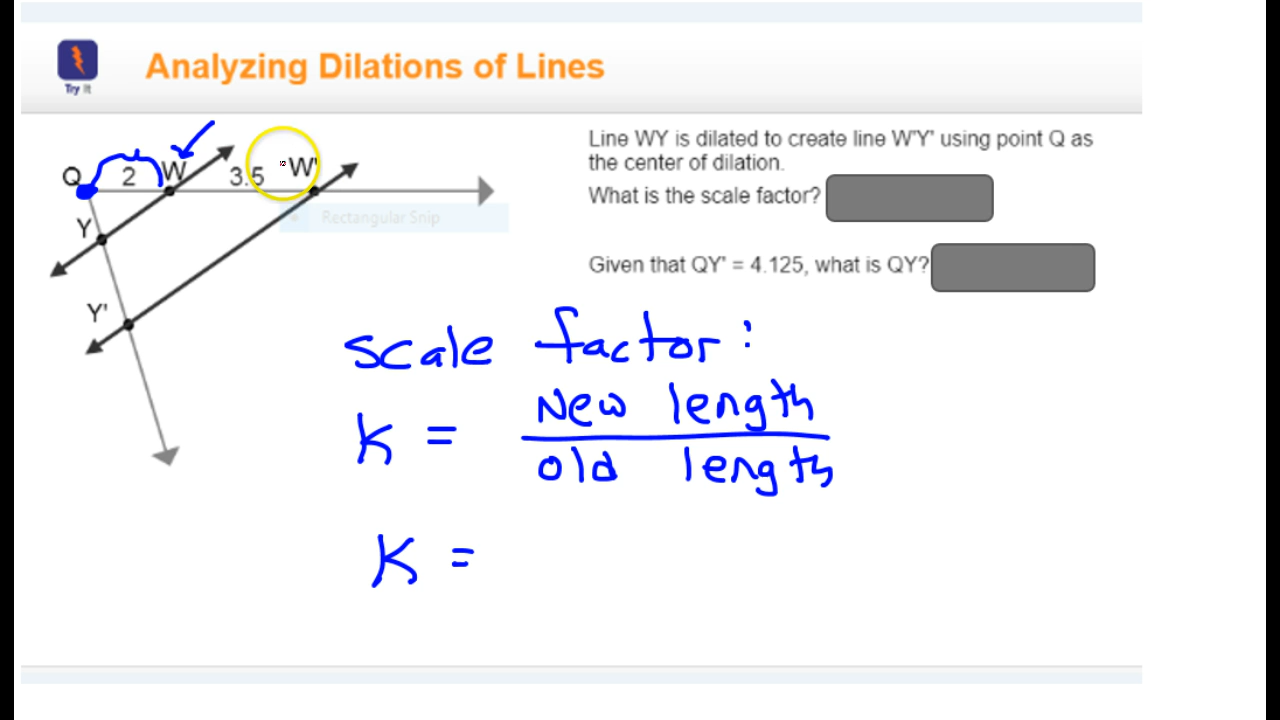 Analyzing Dilations of Lines
Try It
Q 2 W 3.5 W'
Y
Y'
Rectangular Snip
Line WY is dilated to create line W'Y' using point Q as
the center of dilation.
What is the scale factor?
Given that QY' = 4.125, what is QY?
scale factor:
K = New length
old length
K =